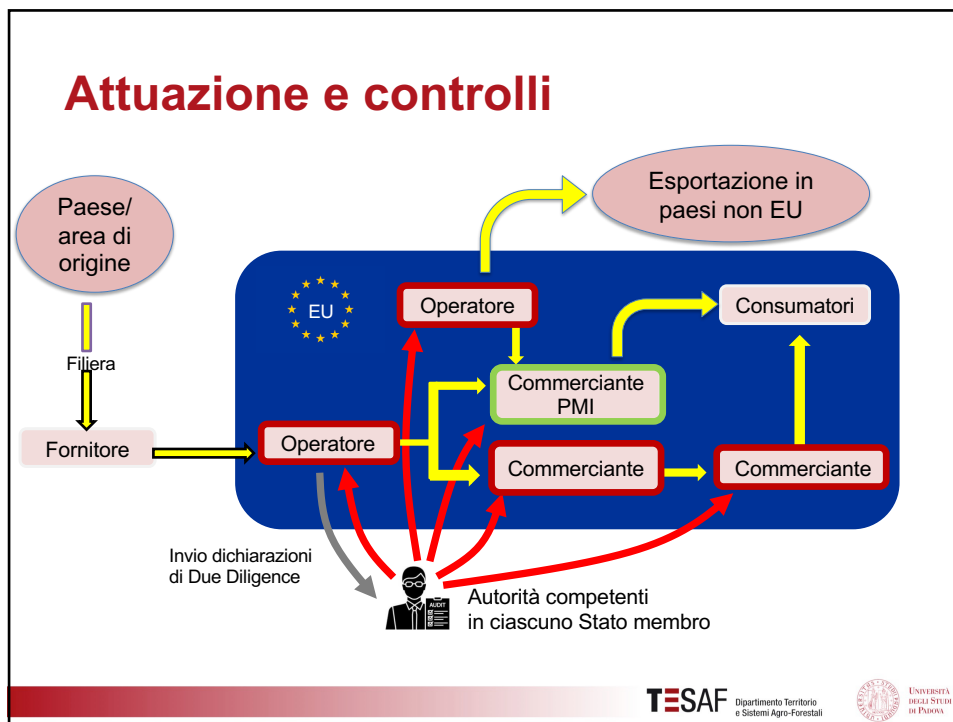 Attuazione e controlli
Paese/
area di
origine
Esportazione in
paesi non EU
EU
Operatore
Consumatori
Filiera
Commerciante
PMI
Fornitore
Operatore
Commerciante
Commerciante
Invio dichiarazioni
di Due Diligence
AUDIT
Autorità competenti
in ciascuno Stato membro
TESAF
Dipartimento Territorio
e Sistemi Agro-Forestali
UNIVERSITÀ
DEGLI STUDI
DI PADOVA